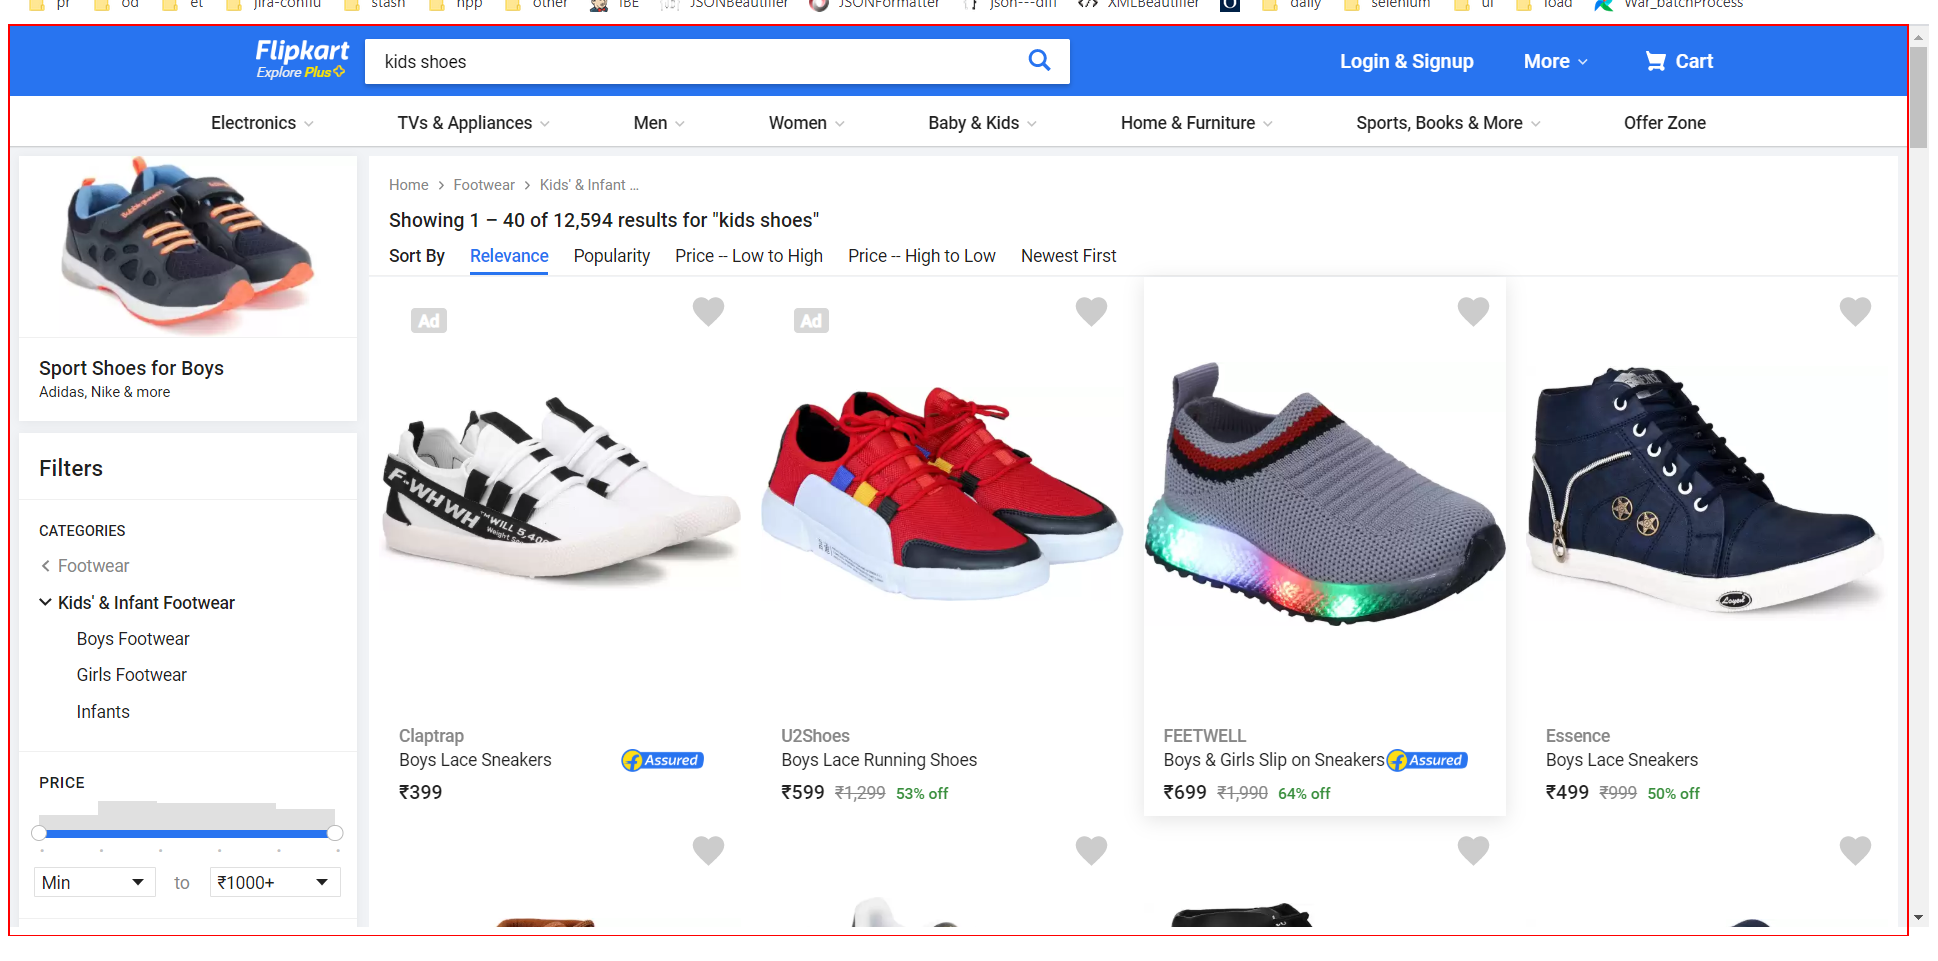 pr od et jira-conflu stash npp other IBE JSONBeautifier JSONFormatter json---diff XMLBeautifier daily selenium ui load War_batchProcess
Flipkart
Explore Plus
kids shoes
Login & Signup More Cart
Electronics TVs & Appliances Men Women Baby & Kids Home & Furniture Sports, Books & More Offer Zone
Home > Footwear > Kids' & Infant ...
Showing 1 – 40 of 12,594 results for "kids shoes"
Sort By Relevance Popularity Price -- Low to High Price -- High to Low Newest First
Sport Shoes for Boys
Adidas, Nike & more
Filters
CATEGORIES
Footwear
Kids' & Infant Footwear
Boys Footwear
Girls Footwear
Infants
PRICE
Min to ₹1000+
Ad
F-WHWH
WILL 5,400
Claptrap
Boys Lace Sneakers Assured
₹399
Ad
U2Shoes
Boys Lace Running Shoes
₹599 ₹1,299 53% off
FEETWELL
Boys & Girls Slip on Sneakers Assured
₹699 ₹1,990 64% off
Essence
Boys Lace Sneakers
₹499 ₹999 50% off